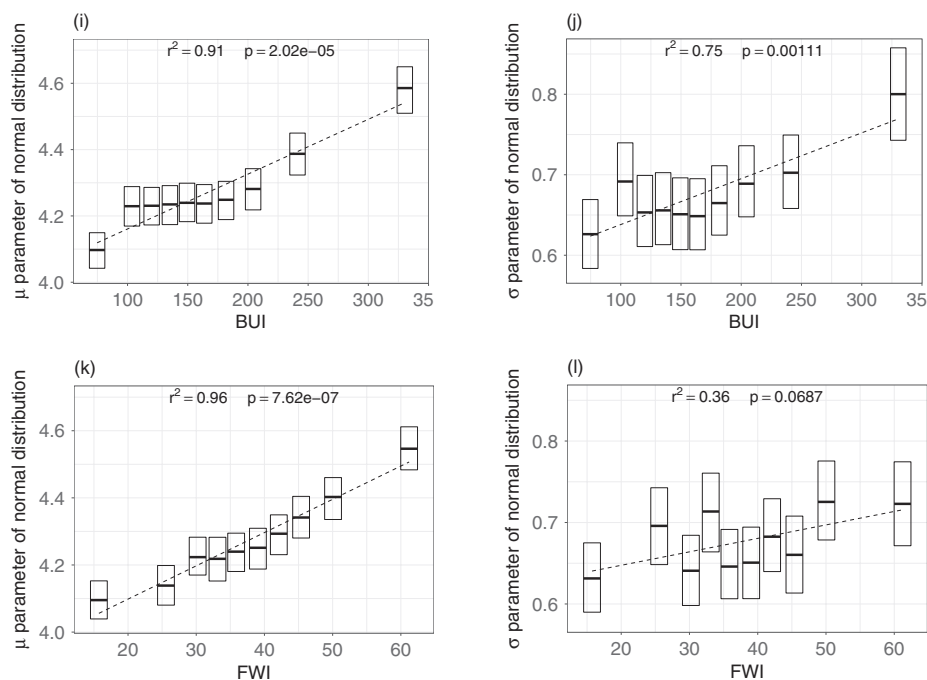 (i)
r² = 0.91 p = 2.02e−05
μ parameter of normal distribution
4.6
4.4
4.2
4.0
100 150 200 250 300 35
BUI
(j)
r² = 0.75 p = 0.00111
σ parameter of normal distribution
0.8
0.7
0.6
100 150 200 250 300 35
BUI
(k)
r² = 0.96 p = 7.62e−07
μ parameter of normal distribution
4.6
4.4
4.2
4.0
20 30 40 50 60
FWI
(l)
r² = 0.36 p = 0.0687
σ parameter of normal distribution
0.8
0.7
0.6
20 30 40 50 60
FWI